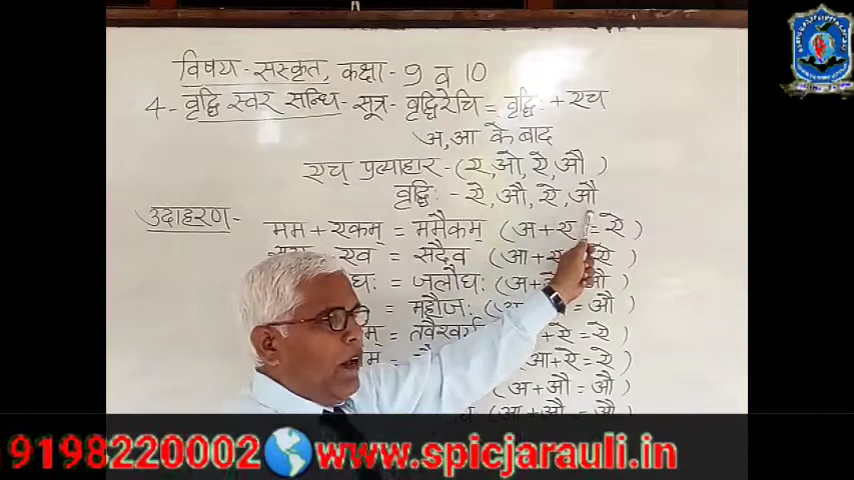 विषय - संस्कृत, कक्षा - 9 व 10
4- वृद्धि स्वर सन्धि - सूत्र - वृद्धिरेचि = वृद्धिः + एच
अ,आ के बाद
एच् प्रत्याहार - (ए,ओ,ऐ,औ )
वृद्धिः - ऐ,औ,ऐ,औ
उदाहरण -
मम + एकम् = ममैकम् (अ+ए = ऐ )
एव = सदैव (आ+ए ऐ )
घः = जलौघः (अ+ औ )
= महौजः (आ = औ )
म् = तवैश्वर्य + ऐ = ऐ )
म = (आ+ऐ = ऐ )
(अ+औ = औ )
(आ+औ = औ )
9198220002 www.spicjarauli.in